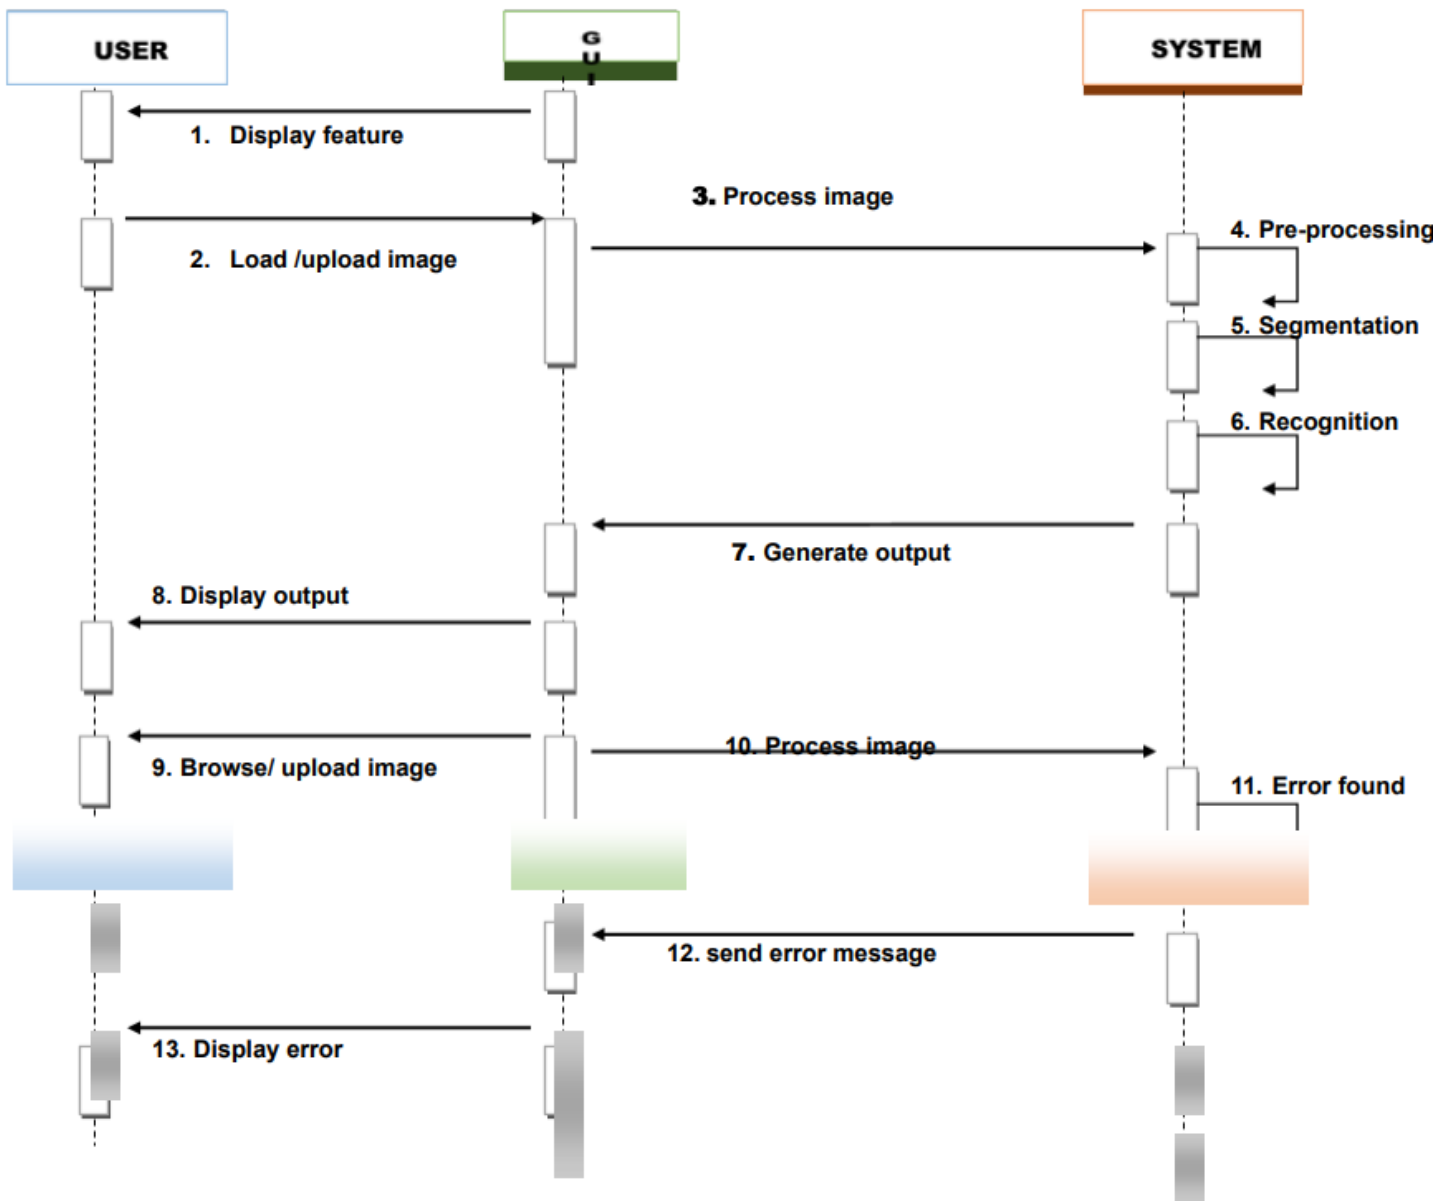 USER
GUI
SYSTEM
1. Display feature
2. Load /upload image
3. Process image
4. Pre-processing
5. Segmentation
6. Recognition
7. Generate output
8. Display output
9. Browse/ upload image
10. Process image
11. Error found
12. send error message
13. Display error